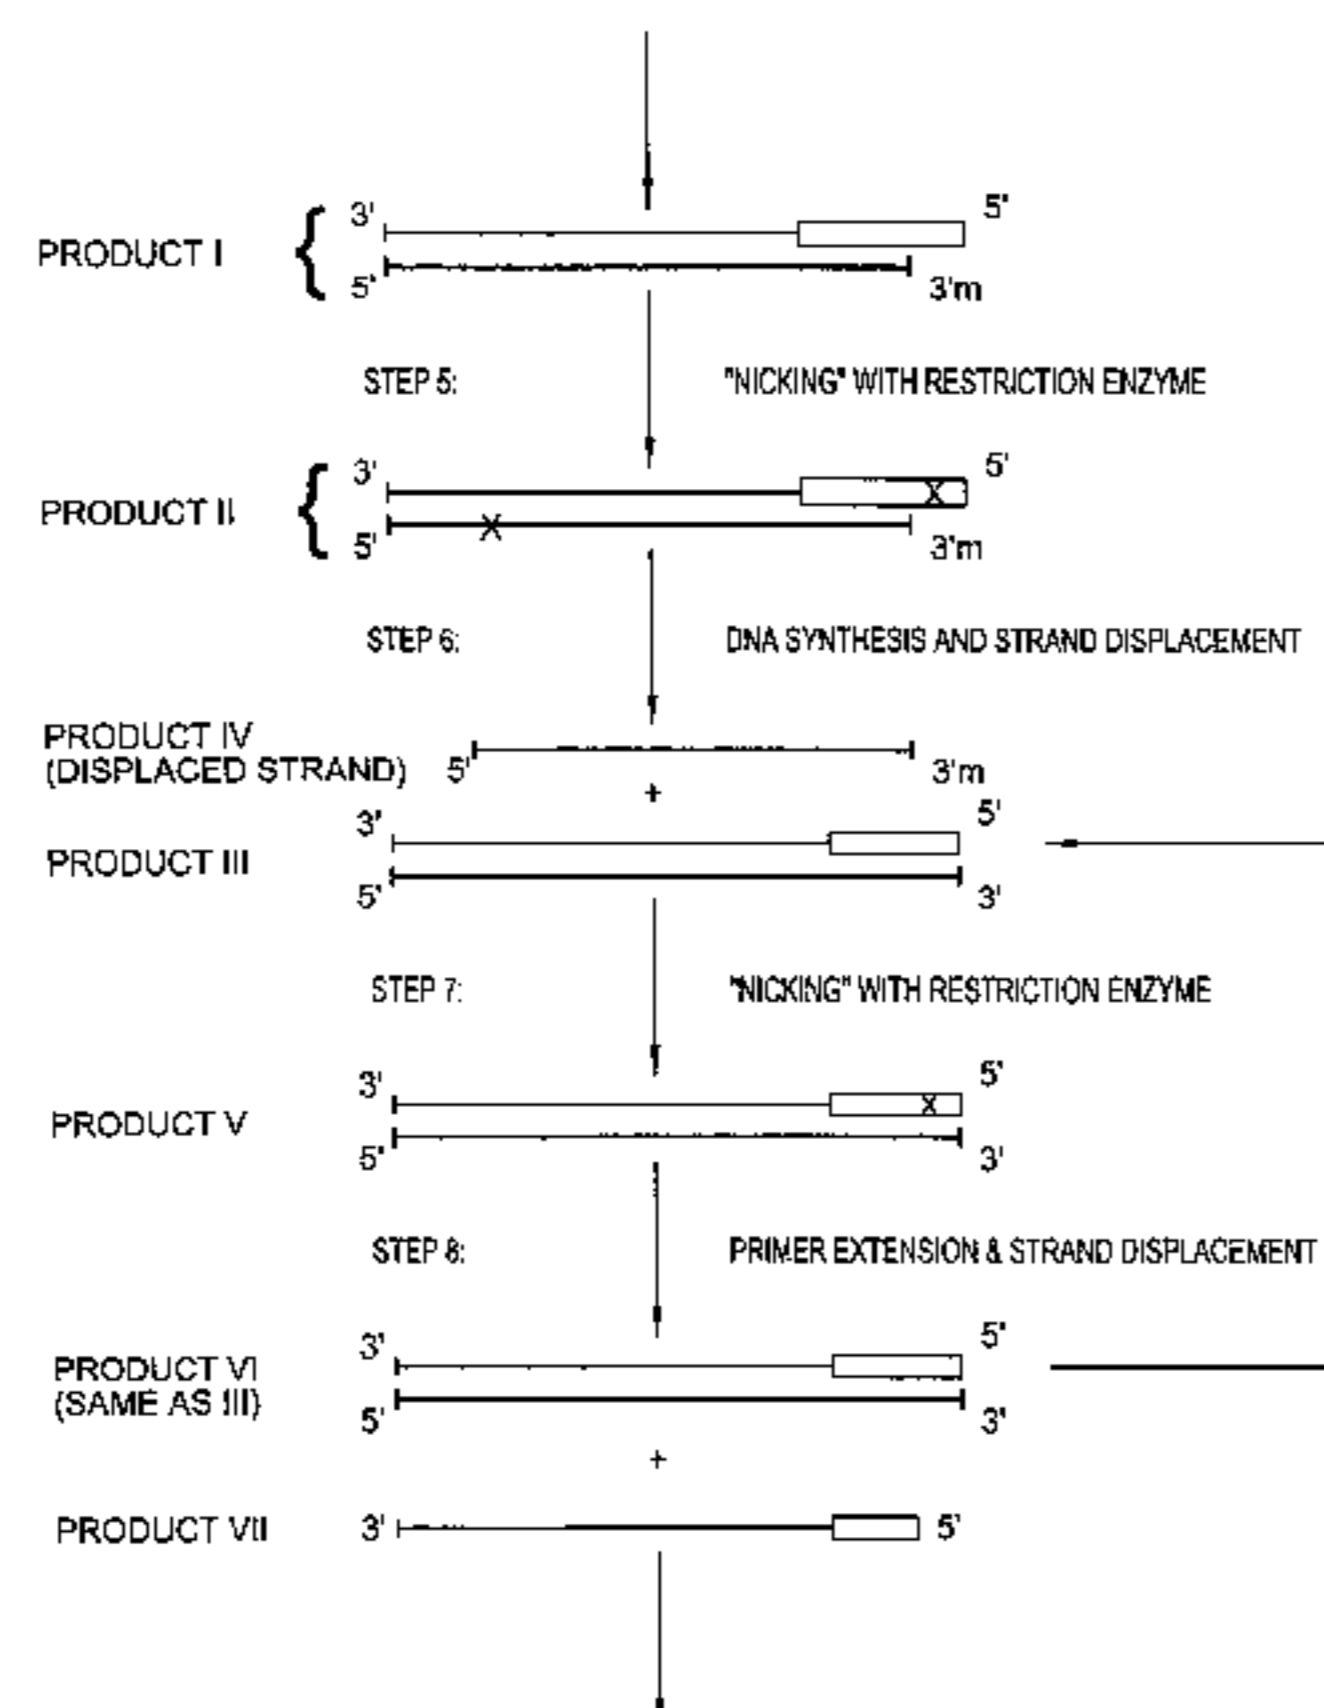 3' 5'
PRODUCT I {
5' 3'm
STEP 5: "NICKING" WITH RESTRICTION ENZYME
3' 5'
X
PRODUCT II {
X
5' 3'm
STEP 6: DNA SYNTHESIS AND STRAND DISPLACEMENT
PRODUCT IV
(DISPLACED STRAND) 5' 3'm
+
3' 5'
PRODUCT III
5' 3'
STEP 7: "NICKING" WITH RESTRICTION ENZYME
3' 5'
X
PRODUCT V
5' 3'
STEP 8: PRIMER EXTENSION & STRAND DISPLACEMENT
3' 5'
PRODUCT VI
(SAME AS III)
5' 3'
+
PRODUCT VII 3' 5'